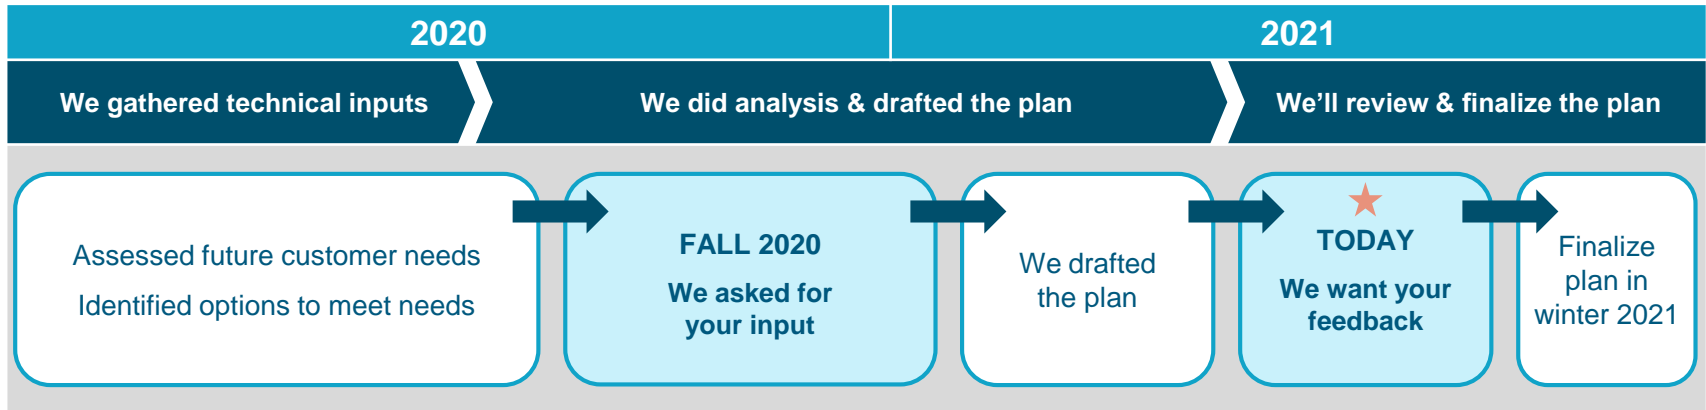 2020
2021
We gathered technical inputs
We did analysis & drafted the plan
We’ll review & finalize the plan
Assessed future customer needs
Identified options to meet needs
FALL 2020
We asked for
your input
We drafted
the plan
TODAY
We want your
feedback
Finalize
plan in
winter 2021